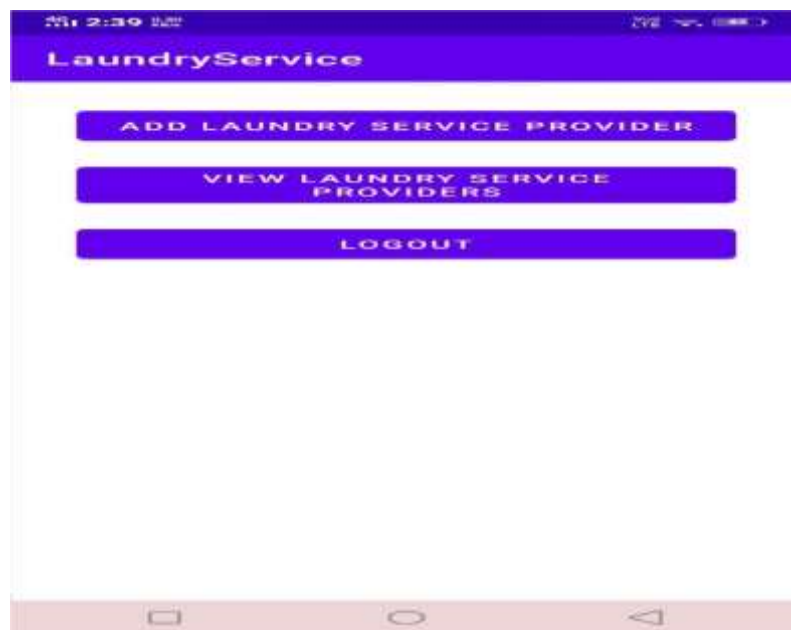 2:39
LaundryService
ADD LAUNDRY SERVICE PROVIDER
VIEW LAUNDRY SERVICE
PROVIDERS
LOGOUT